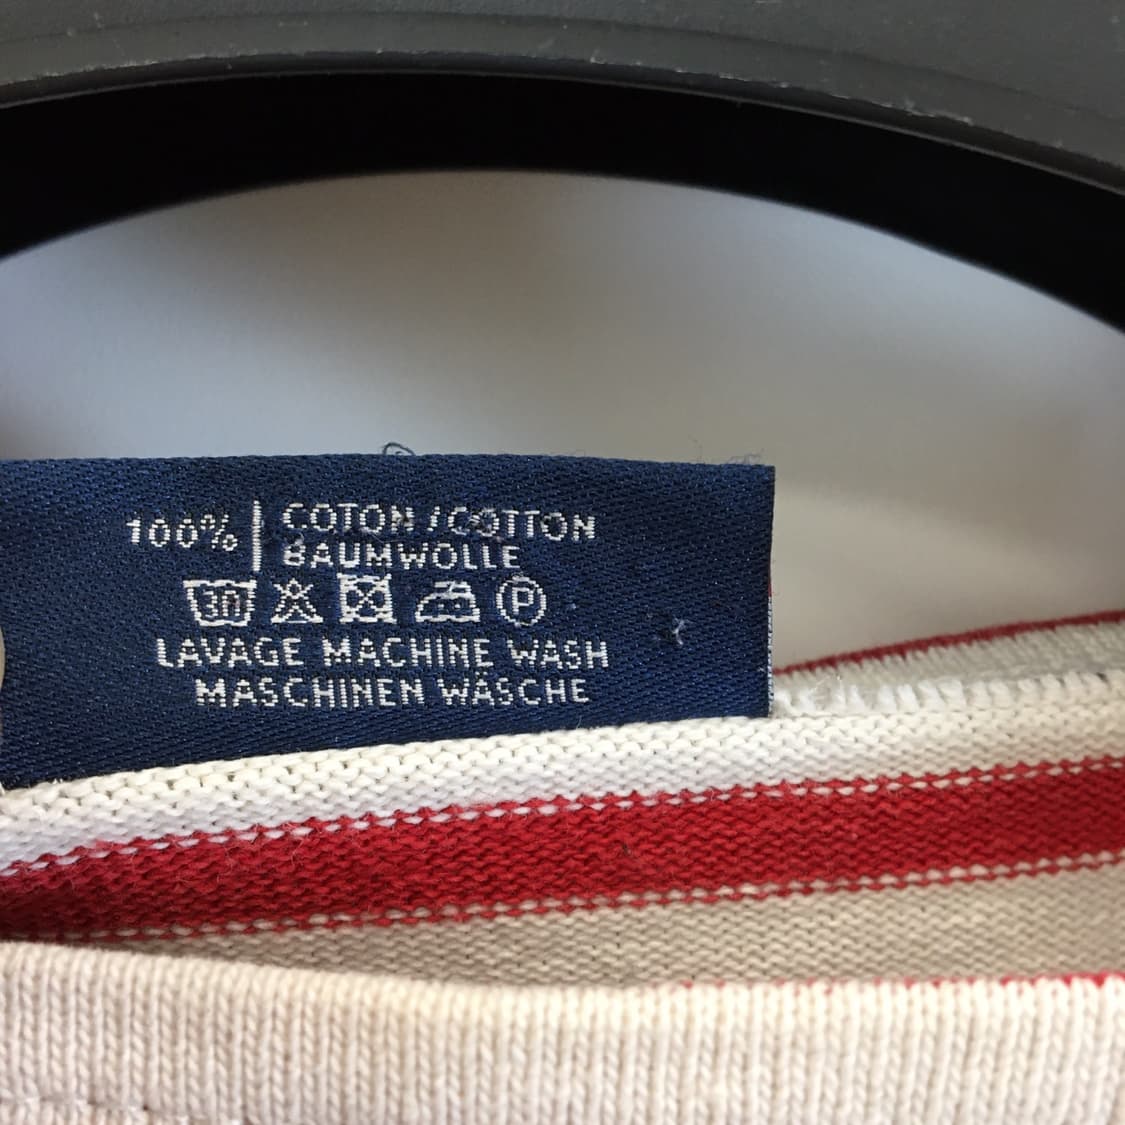 100% | COTON / COTTON
BAUMWOLLE
30 P
LAVAGE MACHINE WASH
MASCHINEN WÄSCHE